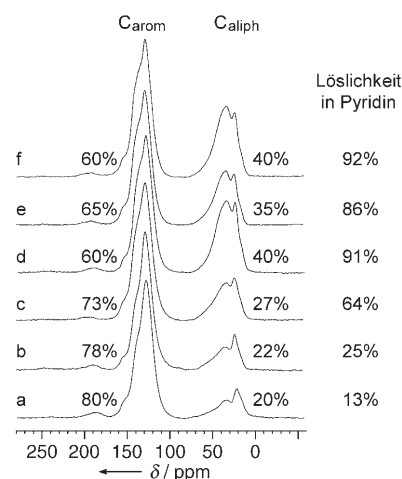 C_arom C_aliph
Löslichkeit
in Pyridin
f 60% 40% 92%
e 65% 35% 86%
d 60% 40% 91%
c 73% 27% 64%
b 78% 22% 25%
a 80% 20% 13%
250 200 150 100 50 0
← δ / ppm